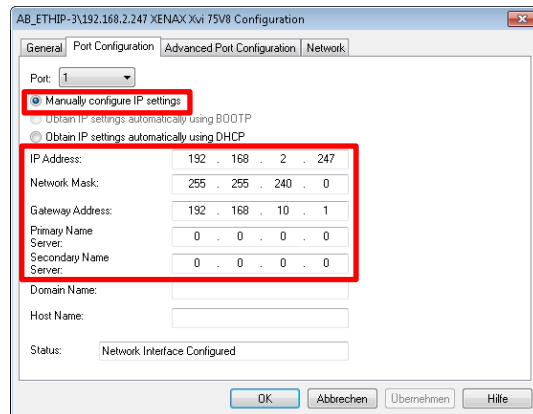 AB_ETHIP-3\192.168.2.247 XENAX Xvi 75V8 Configuration
General Port Configuration Advanced Port Configuration Network
Port: 1
Manually configure IP settings
Obtain IP settings automatically using BOOTP
Obtain IP settings automatically using DHCP
IP Address: 192 . 168 . 2 . 247
Network Mask: 255 . 255 . 240 . 0
Gateway Address: 192 . 168 . 10 . 1
Primary Name
Server: 0 . 0 . 0 . 0
Secondary Name
Server: 0 . 0 . 0 . 0
Domain Name:
Host Name:
Status: Network Interface Configured
OK Abbrechen Übernehmen Hilfe